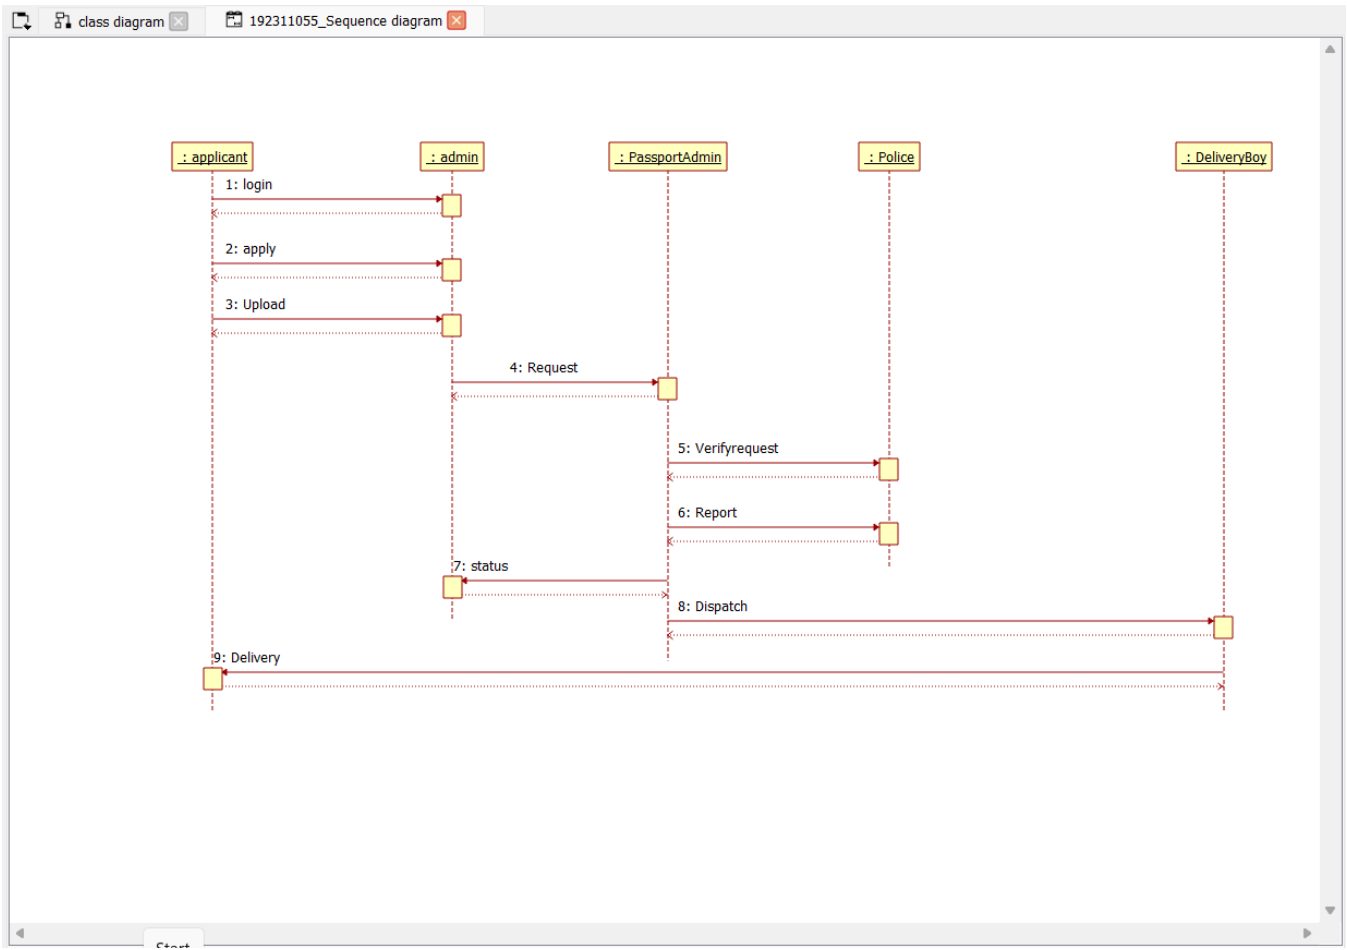 class diagram
192311055_Sequence diagram
: applicant
: admin
: PassportAdmin
: Police
: DeliveryBoy
1: login
2: apply
3: Upload
4: Request
5: Verifyrequest
6: Report
7: status
8: Dispatch
9: Delivery
Start